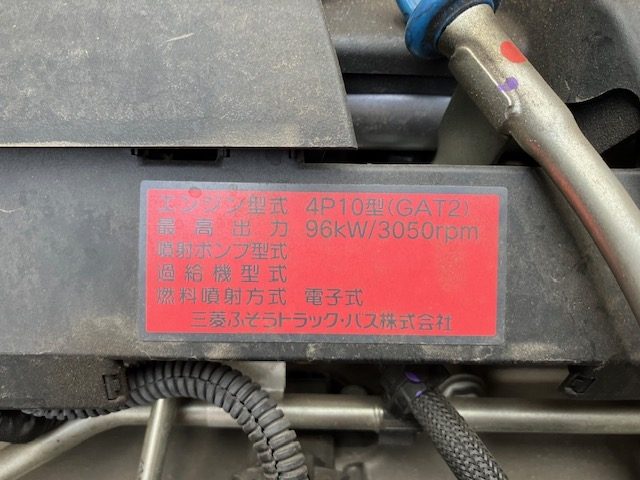 エンジン型式 4P10型(GAT2)
最高出力 96kW/3050rpm
噴射ポンプ型式
過給機型式
燃料噴射方式 電子式
三菱ふそうトラック・バス株式会社